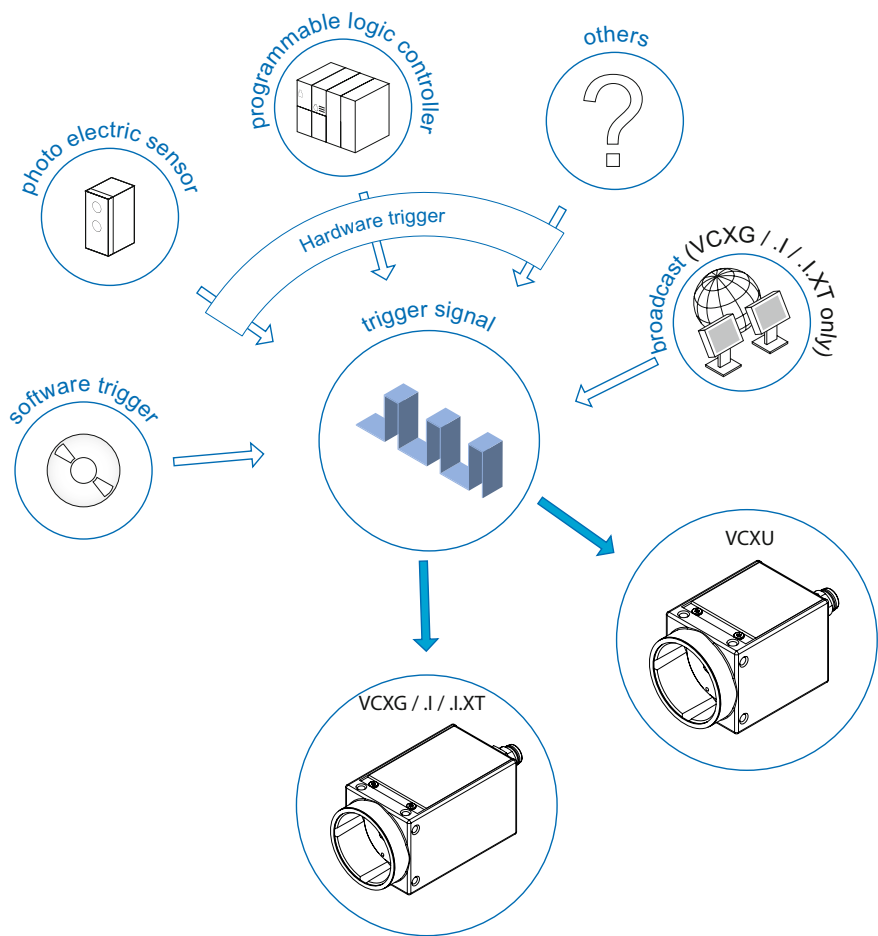 programmable logic controller
others
photo electric sensor
Hardware trigger
broadcast (VCXG / .I / .I.XT only)
trigger signal
software trigger
VCXU
VCXG / .I / .I.XT